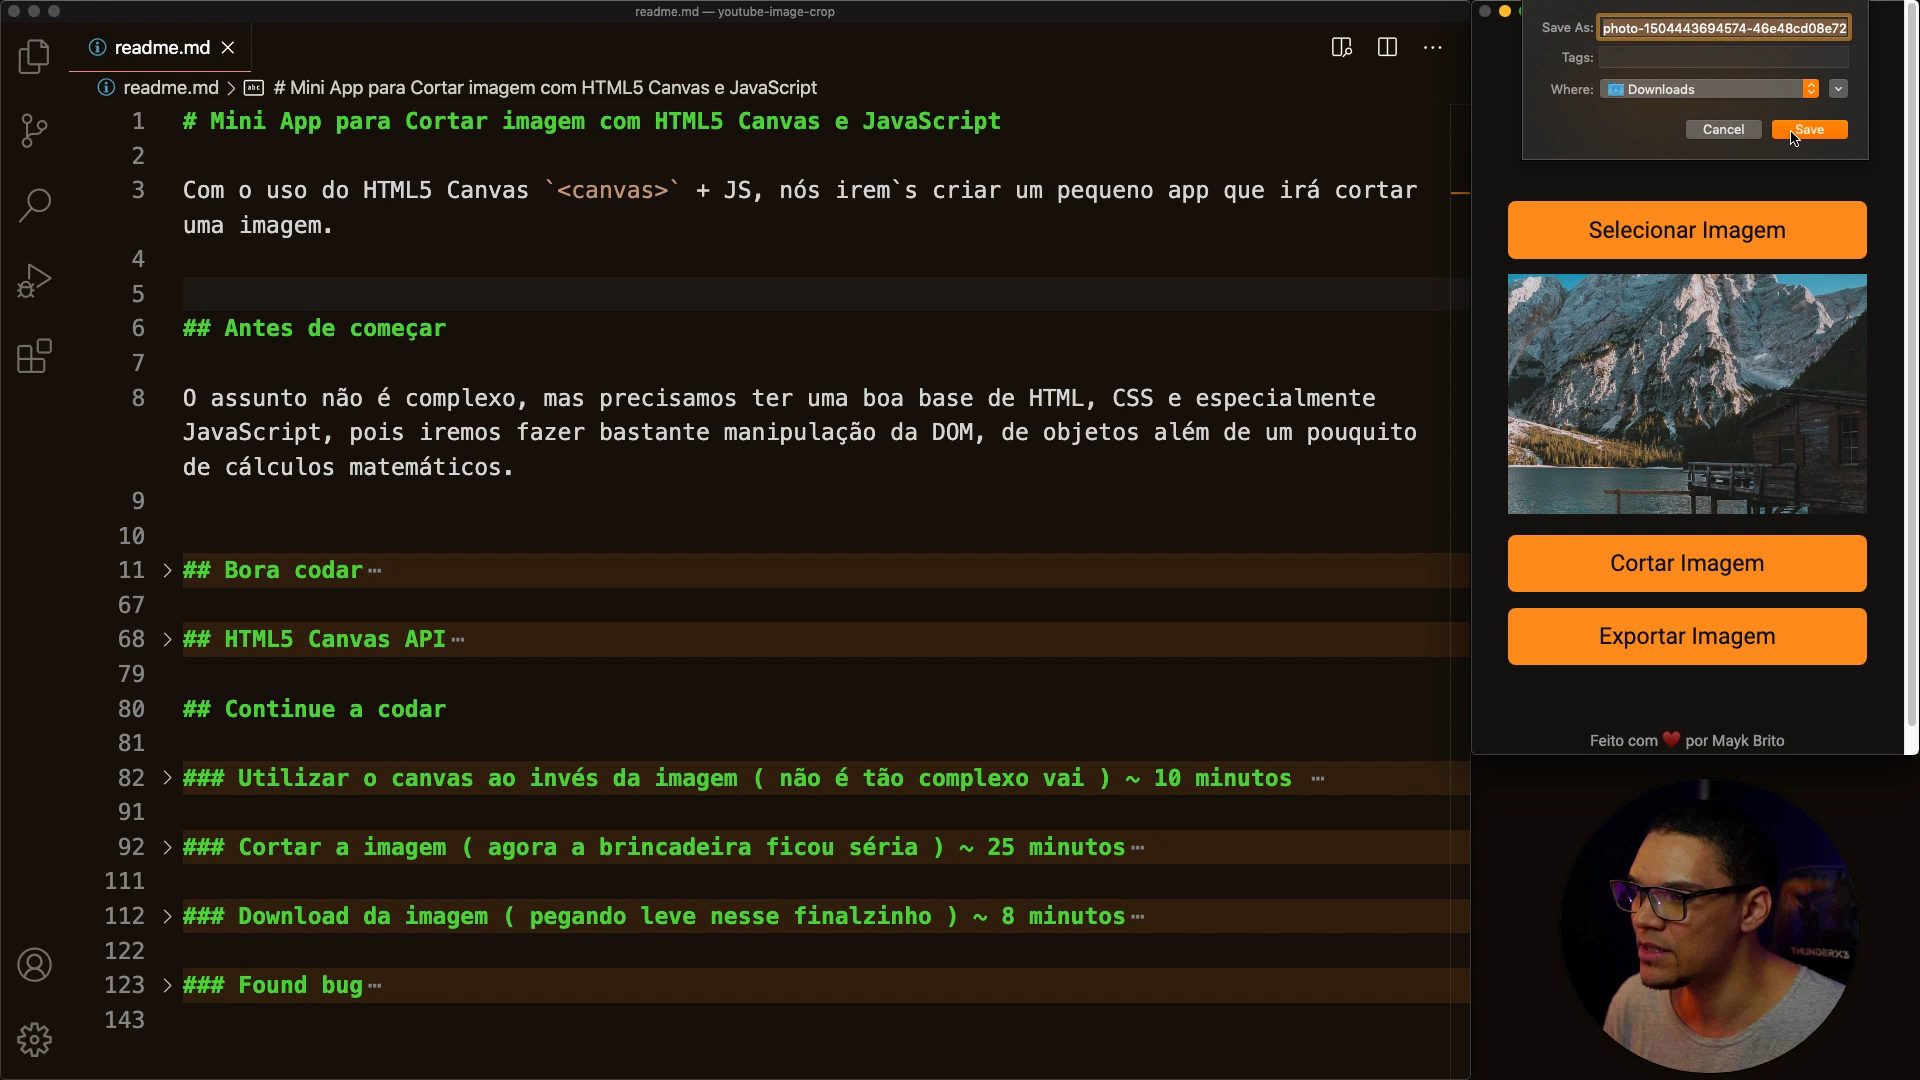 readme.md — youtube-image-crop
readme.md
readme.md > # Mini App para Cortar imagem com HTML5 Canvas e JavaScript
1 # Mini App para Cortar imagem com HTML5 Canvas e JavaScript
2
3 Com o uso do HTML5 Canvas `<canvas>` + JS, nós irem`s criar um pequeno app que irá cortar
uma imagem.
4
5
6 ## Antes de começar
7
8 O assunto não é complexo, mas precisamos ter uma boa base de HTML, CSS e especialmente
JavaScript, pois iremos fazer bastante manipulação da DOM, de objetos além de um pouquito
de cálculos matemáticos.
9
10
11 > ## Bora codar…
67
68 > ## HTML5 Canvas API…
79
80 ## Continue a codar
81
82 > ### Utilizar o canvas ao invés da imagem ( não é tão complexo vai ) ~ 10 minutos …
91
92 > ### Cortar a imagem ( agora a brincadeira ficou séria ) ~ 25 minutos…
111
112 > ### Download da imagem ( pegando leve nesse finalzinho ) ~ 8 minutos…
122
123 > ### Found bug…
143
Save As: photo-1504443694574-46e48cd08e72
Tags:
Where: Downloads
Cancel Save
Selecionar Imagem
Cortar Imagem
Exportar Imagem
Feito com ❤️ por Mayk Brito
THUNDERX3